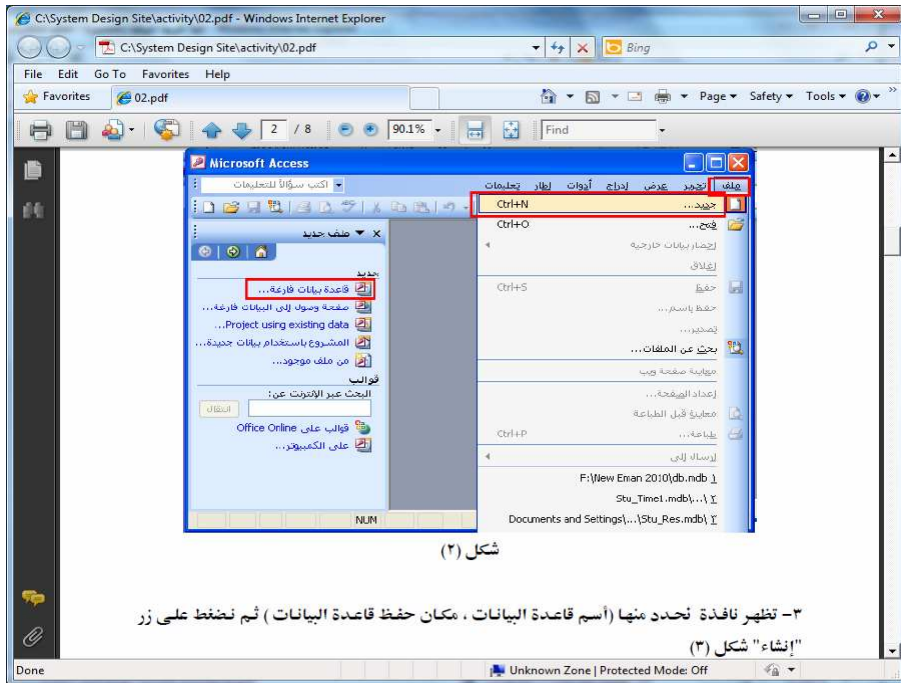 C:\System Design Site\activity\02.pdf - Windows Internet Explorer
C:\System Design Site\activity\02.pdf
Bing
File Edit Go To Favorites Help
Favorites
02.pdf
Page Safety Tools
2 / 8
90.1%
Find
Microsoft Access
ملف تحرير عرض إدراج أدوات إطار تعليمات
اكتب سؤالاً للتعليمات
جديد... Ctrl+N
فتح... Ctrl+O
إحضار بيانات خارجية
إغلاق
حفظ Ctrl+S
حفظ باسم...
تصدير...
بحث عن الملفات...
معاينة صفحة ويب
إعداد الصفحة...
معاينة قبل الطباعة
طباعة... Ctrl+P
إرسال إلى
1 F:\New Eman 2010\db.mdb
٢ \...\Stu_Time1.mdb
Documents and Settings\...\Stu_Res.mdb\
ملف جديد
جديد
قاعدة بيانات فارغة...
صفحة وصول إلى البيانات فارغة...
Project using existing data...
المشروع باستخدام بيانات جديدة...
من ملف موجود...
قوالب
البحث عبر الإنترنت عن:
انتقال
قوالب على Office Online
على الكمبيوتر...
NUM
شكل (٢)
٣- تظهر نافذة نحدد منها (أسم قاعدة البيانات ، مكان حفظ قاعدة البيانات ) ثم نضغط على زر
"إنشاء" شكل (٣)
Done
Unknown Zone | Protected Mode: Off